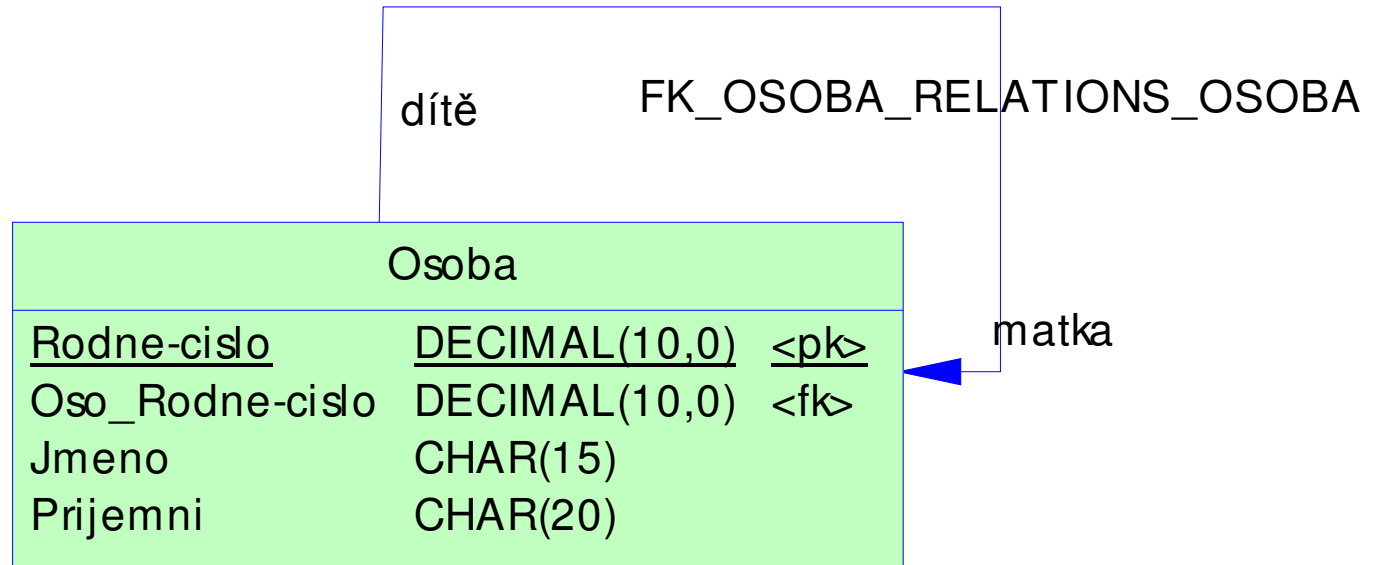 dítě
FK_OSOBA_RELATIONS_OSOBA
Osoba
Rodne-cislo DECIMAL(10,0) <pk>
matka
Oso_Rodne-cislo DECIMAL(10,0) <fk>
Jmeno CHAR(15)
Prijemni CHAR(20)